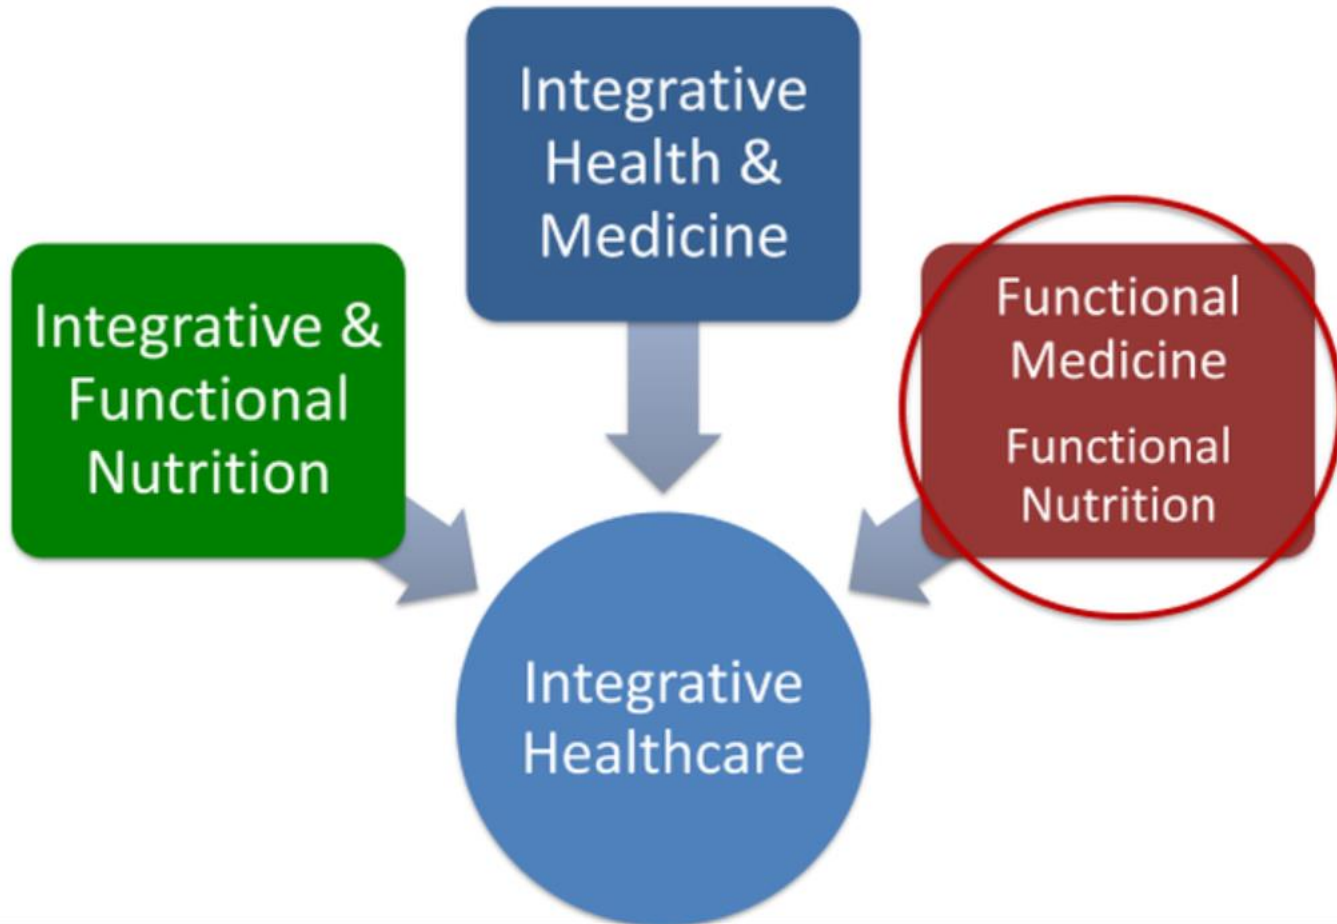 Integrative
Health &
Medicine
Integrative &
Functional
Nutrition
Functional
Medicine
Functional
Nutrition
Integrative
Healthcare